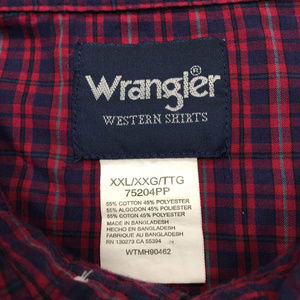 Wrangler®
WESTERN SHIRTS
XXL/XXG/TTG
75204PP
55% COTTON 45% POLYESTER
55% ALGODON 45% POLYESTER
55% COTON 45% POLYESTER
MADE IN BANGLADESH
HECHO EN BANGLADESH
FABRIQUE AU BANGLADESH
RN 130273 CA 55394
WTMH90462